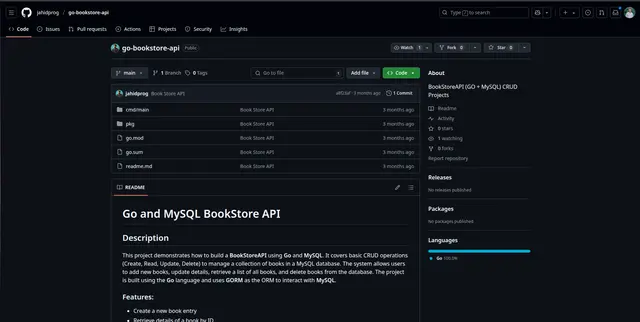 jahidprog / go-bookstore-api
Type / to search
Code Issues Pull requests Actions Projects Security Insights
go-bookstore-api Public
Watch 1 Fork 0 Star 0
main 1 Branch 0 Tags
Go to file
Add file
Code
jahidprog Book Store API
3 months ago
1 Commit
cmd/main Book Store API 3 months ago
pkg Book Store API 3 months ago
go.mod Book Store API 3 months ago
go.sum Book Store API 3 months ago
readme.md Book Store API 3 months ago
README
Go and MySQL BookStore API
Description
This project demonstrates how to build a BookStoreAPI using Go and MySQL. It covers basic CRUD operations
(Create, Read, Update, Delete) to manage a collection of books in a MySQL database. The system allows users
to add new books, update details, retrieve a list of all books, and delete books from the database. The project
is built using the Go language and uses GORM as the ORM to interact with MySQL.
Features:
Create a new book entry
Retrieve details of a book by ID
About
BookStoreAPI (GO + MySQL) CRUD
Projects
Readme
Activity
0 stars
1 watching
0 forks
Report repository
Releases
No releases published
Packages
No packages published
Languages
Go 100.0%